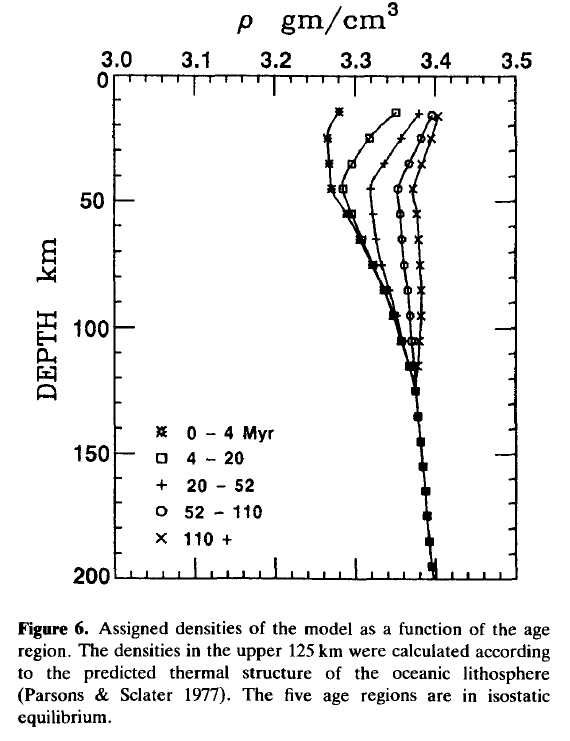 ρ gm/cm³
3.0 3.1 3.2 3.3 3.4 3.5
0
50
100
150
200
DEPTH km
0 – 4 Myr
4 – 20
20 – 52
52 – 110
110 +
Figure 6. Assigned densities of the model as a function of the age
region. The densities in the upper 125 km were calculated according
to the predicted thermal structure of the oceanic lithosphere
(Parsons & Sclater 1977). The five age regions are in isostatic
equilibrium.